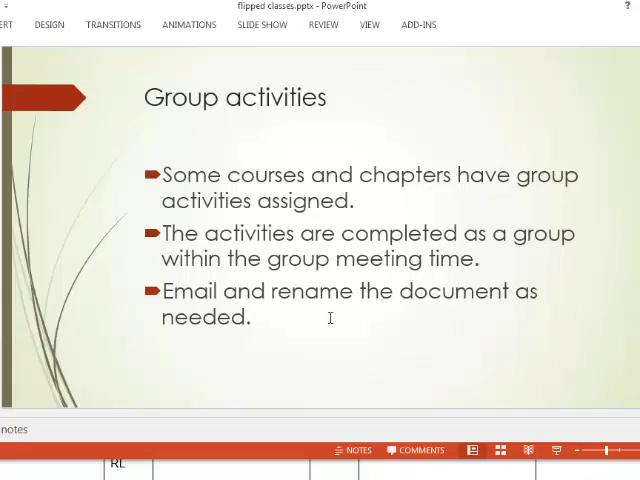 flipped classes.pptx - PowerPoint
?
ERT DESIGN TRANSITIONS ANIMATIONS SLIDE SHOW REVIEW VIEW ADD-INS
Group activities
Some courses and chapters have group
activities assigned.
The activities are completed as a group
within the group meeting time.
Email and rename the document as
needed.
notes
NOTES COMMENTS
RL